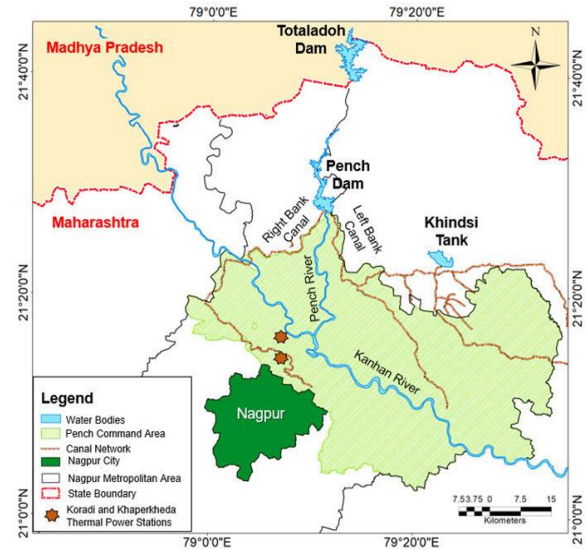 79°0'0"E
79°20'0"E
Totaladoh
Dam
Madhya Pradesh
N
21°40'0"N
21°40'0"N
Pench
Dam
Maharashtra
Right Bank
Canal
Left Bank
Canal
Khindsi
Tank
21°20'0"N
21°20'0"N
Pench River
Kanhan River
Nagpur
Legend
Water Bodies
Pench Command Area
Canal Network
Nagpur City
Nagpur Metropolitan Area
State Boundary
Koradi and Khaperkheda
Thermal Power Stations
7.53.75 0 7.5 15
Kilometers
21°0'0"N
21°0'0"N
79°0'0"E
79°20'0"E